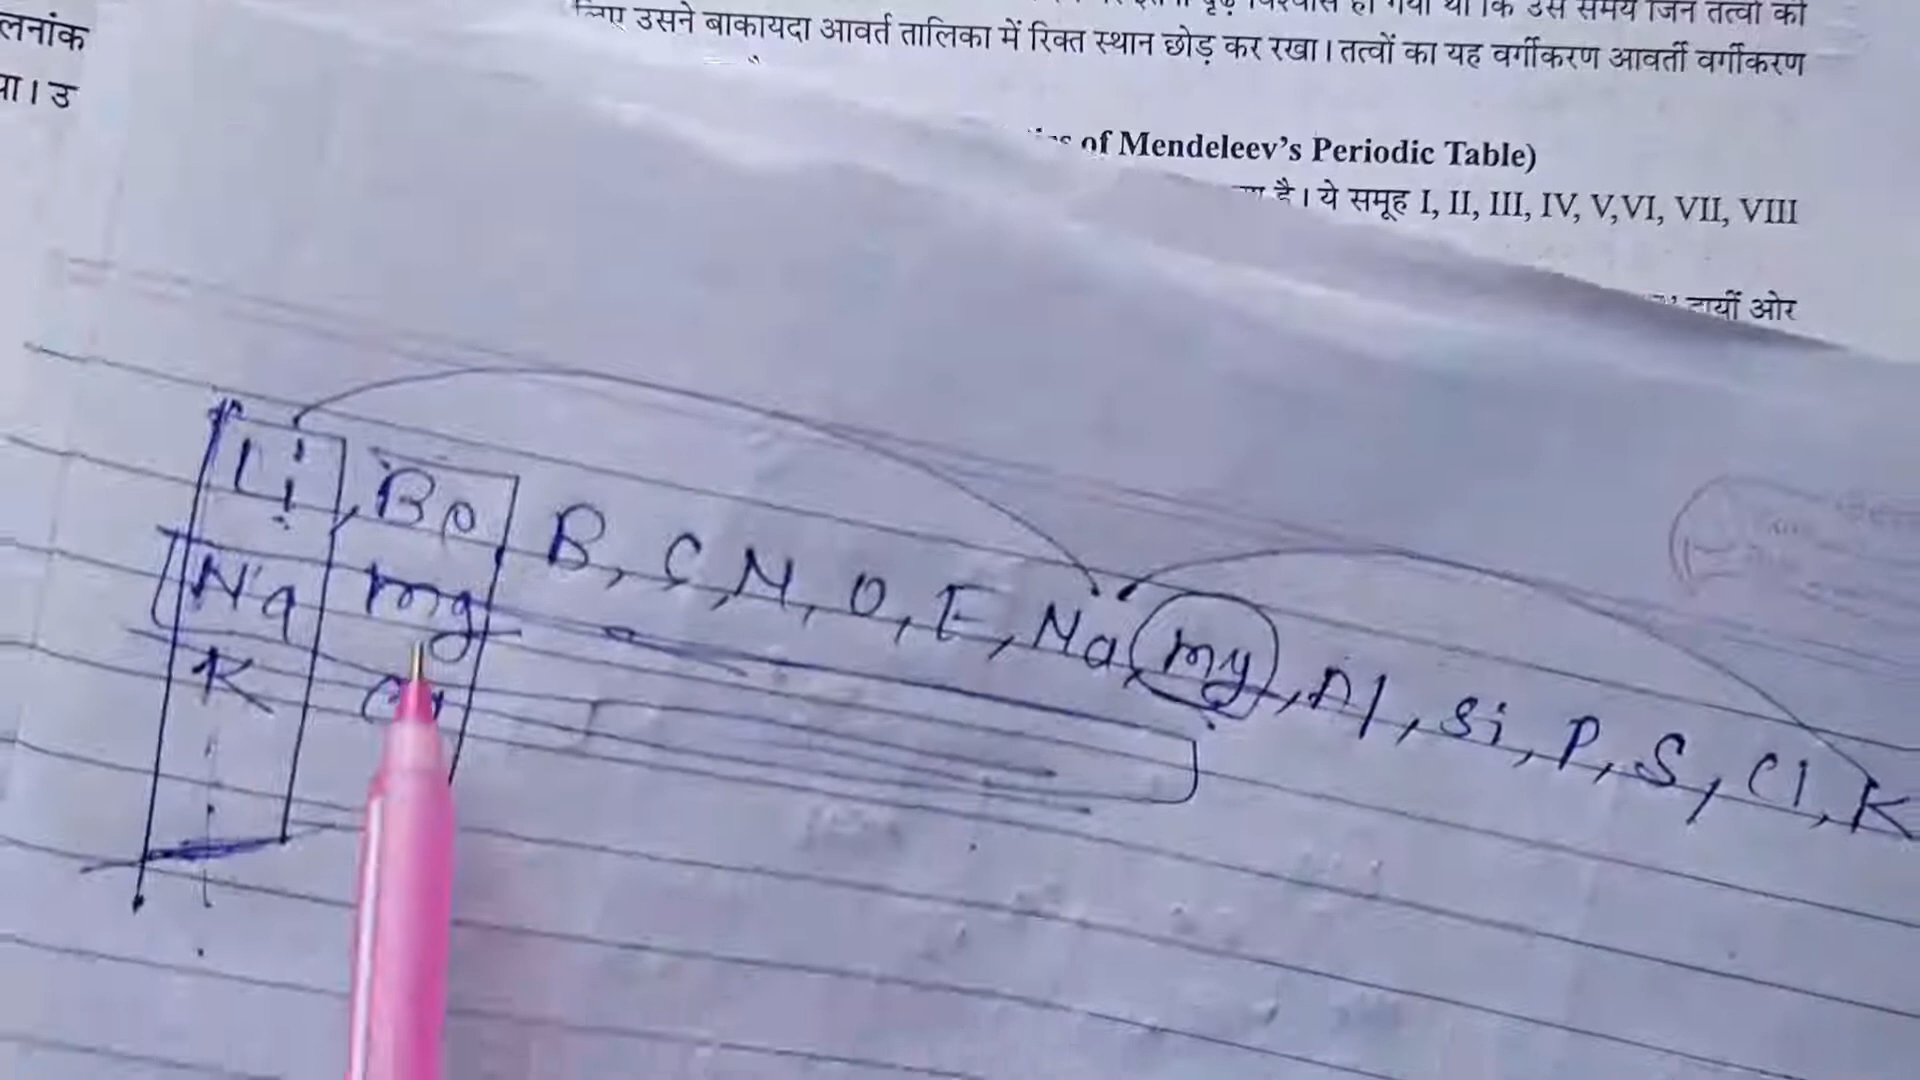 लनांक
या। उ
लिए उसने बाकायदा आवर्त तालिका में रिक्त स्थान छोड़ कर रखा। तत्वों का यह वर्गीकरण आवर्ती वर्गीकरण
of Mendeleev's Periodic Table)
है। ये समूह I, II, III, IV, V,VI, VII, VIII
दायीं ओर
Li, Be B, C, N, O, F, Na, mg, Al, Si, P, S, Cl, K
Na mg
K